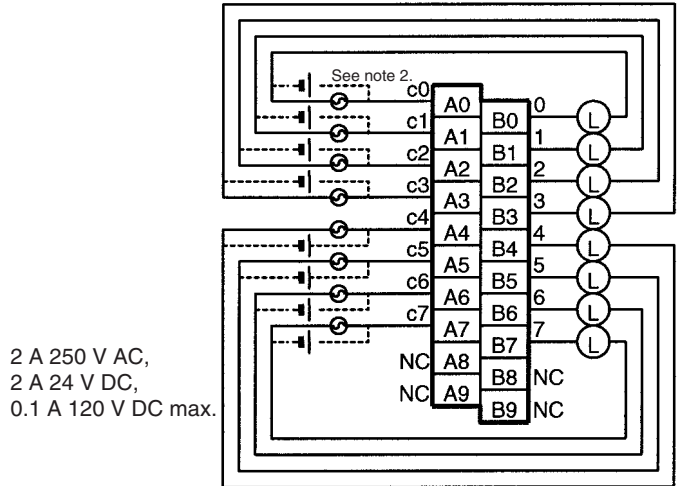 See note 2.
c0
A0
0
B0
L
c1
A1
1
B1
L
c2
A2
2
B2
L
c3
A3
3
B3
L
c4
A4
4
B4
L
c5
A5
5
B5
L
c6
A6
6
B6
L
c7
A7
7
B7
L
NC
A8
B8
NC
NC
A9
B9
NC
2 A 250 V AC,
2 A 24 V DC,
0.1 A 120 V DC max.